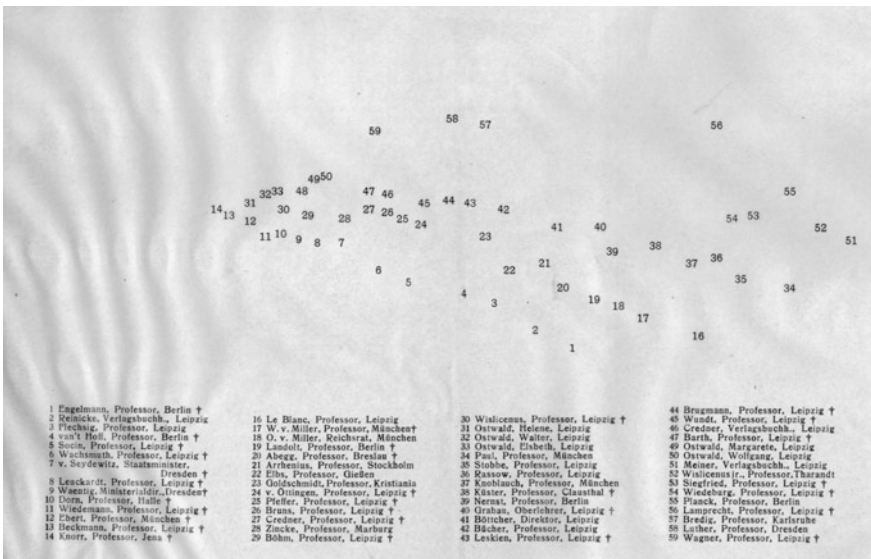 59 58 57 56
49 50
32 33 48 47 46 55
31 45 44 43
14 13 30 29 27 26 42 54 53
12 28 25 24 41 40 52
11 10 9 8 7 23 39 38 51
6 22 21 37 36
5 20 35 34
4 3 19 18
2 17 16
1
1 Engelmann, Professor, Berlin †
2 Reinicke, Verlagsbuchh., Leipzig
3 Flechsig, Professor, Leipzig
4 van't Hoff, Professor, Berlin †
5 Socin, Professor, Leipzig †
6 Wachsmuth, Professor, Leipzig †
7 v. Seydewitz, Staatsminister,
Dresden †
8 Leuckardt, Professor, Leipzig †
9 Waentig, Ministerialdir., Dresden†
10 Dorn, Professor, Halle †
11 Wiedemann, Professor, Leipzig †
12 Ebert, Professor, München †
13 Beckmann, Professor, Leipzig †
14 Knorr, Professor, Jena †
16 Le Blanc, Professor, Leipzig
17 W. v. Miller, Professor, München†
18 O. v. Miller, Reichsrat, München
19 Landolt, Professor, Berlin †
20 Abegg, Professor, Breslau †
21 Arrhenius, Professor, Stockholm
22 Elbs, Professor, Gießen
23 Goldschmidt, Professor, Kristiania
24 v. Öttingen, Professor, Leipzig †
25 Pfeffer, Professor, Leipzig †
26 Bruns, Professor, Leipzig †
27 Credner, Professor, Leipzig †
28 Zincke, Professor, Marburg
29 Böhm, Professor, Leipzig †
30 Wislicenus, Professor, Leipzig †
31 Ostwald, Helene, Leipzig
32 Ostwald, Walter, Leipzig
33 Ostwald, Elsbeth, Leipzig
34 Paul, Professor, München
35 Stobbe, Professor, Leipzig
36 Rassow, Professor, Leipzig
37 Knoblauch, Professor, München
38 Küster, Professor, Clausthal †
39 Nernst, Professor, Berlin
40 Grabau, Oberlehrer, Leipzig †
41 Böttcher, Direktor, Leipzig
42 Bücher, Professor, Leipzig
43 Leskien, Professor, Leipzig †
44 Brugmann, Professor, Leipzig †
45 Wundt, Professor, Leipzig †
46 Credner, Verlagsbuchh., Leipzig
47 Barth, Professor, Leipzig †
49 Ostwald, Margarete, Leipzig
50 Ostwald, Wolfgang, Leipzig
51 Meiner, Verlagsbuchh., Leipzig
52 Wislicenus jr., Professor, Tharandt
53 Siegfried, Professor, Leipzig †
54 Wiedeburg, Professor, Leipzig †
55 Planck, Professor, Berlin
56 Lamprecht, Professor, Leipzig †
57 Bredig, Professor, Karlsruhe
58 Luther, Professor, Dresden
59 Wagner, Professor, Leipzig †